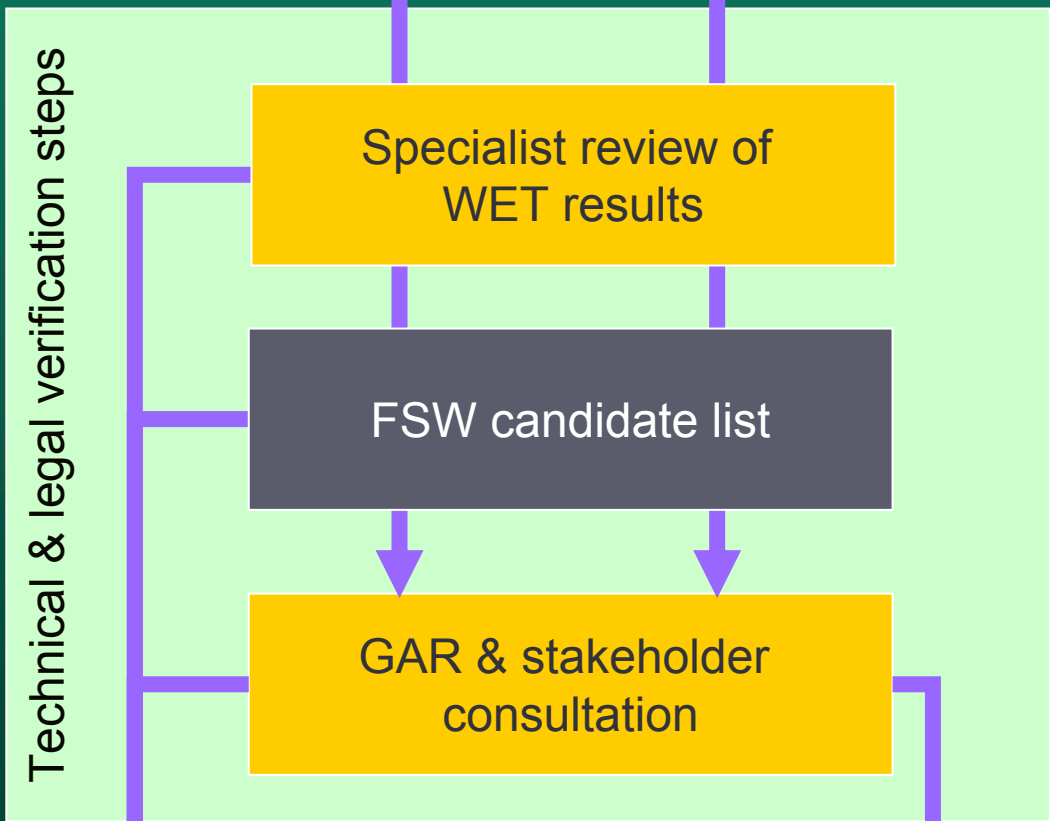 Technical & legal verification steps
Specialist review of
WET results
FSW candidate list
GAR & stakeholder
consultation